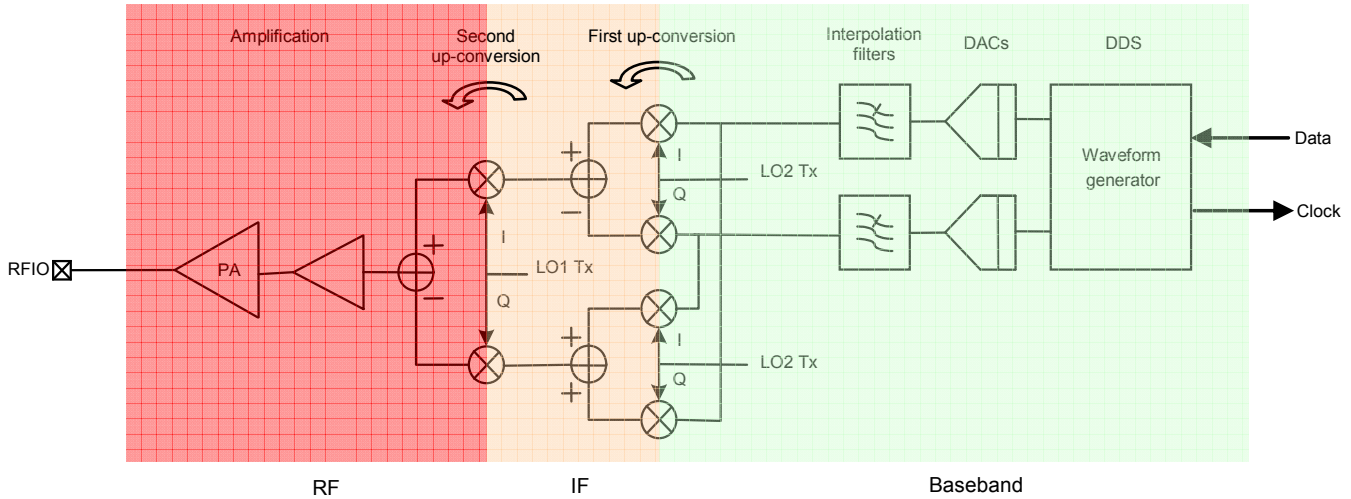 Amplification
Second
up-conversion
First up-conversion
Interpolation
filters
DACs
DDS
+
−
I
Q
LO2 Tx
Waveform
generator
Data
Clock
RFIO
PA
+
−
I
Q
LO1 Tx
+
+
I
Q
LO2 Tx
RF
IF
Baseband